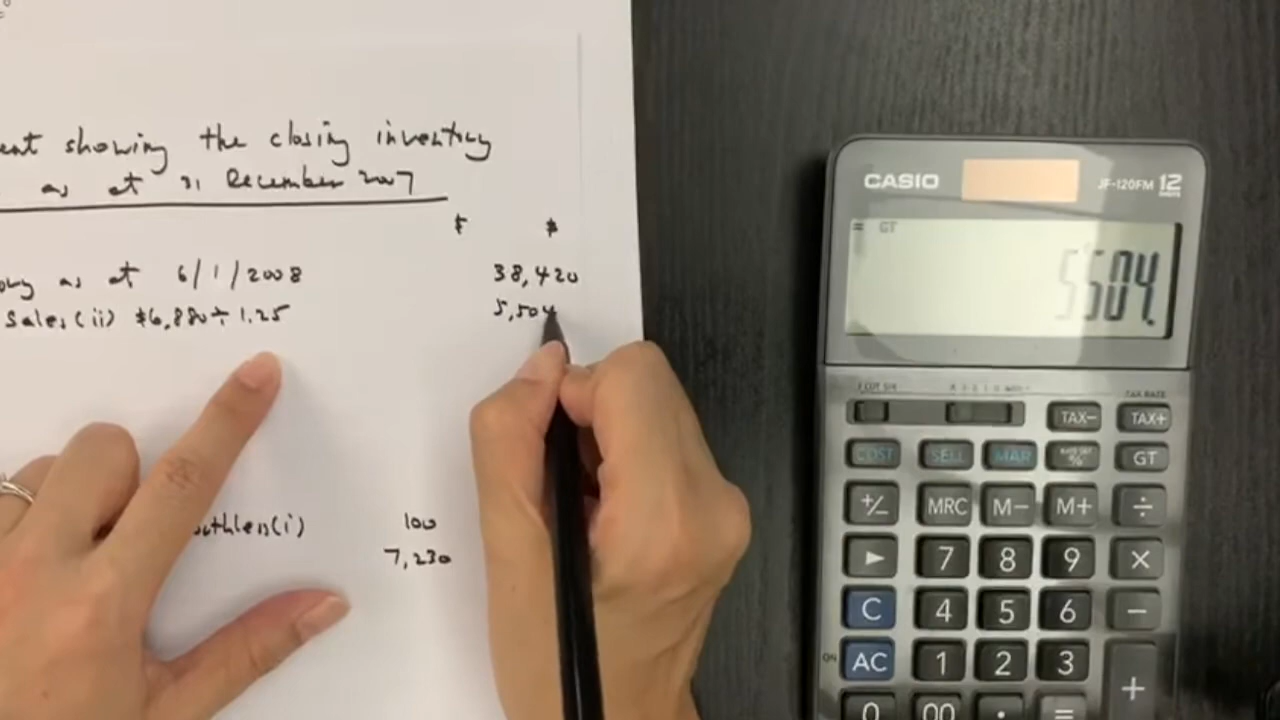 showing the closing inventory
as at 31 December 2007
$ $
as at 6/1/2008 38,420
Sales(ii) $6,880÷1.25 5,504
(i) 100
7,230
CASIO JF-120FM 12
= GT
5504.
TAX- TAX+
COST SELL MAR GT
+/- MRC M- M+ ÷
► 7 8 9 ×
C 4 5 6 −
ON AC 1 2 3 +
0 00 . =